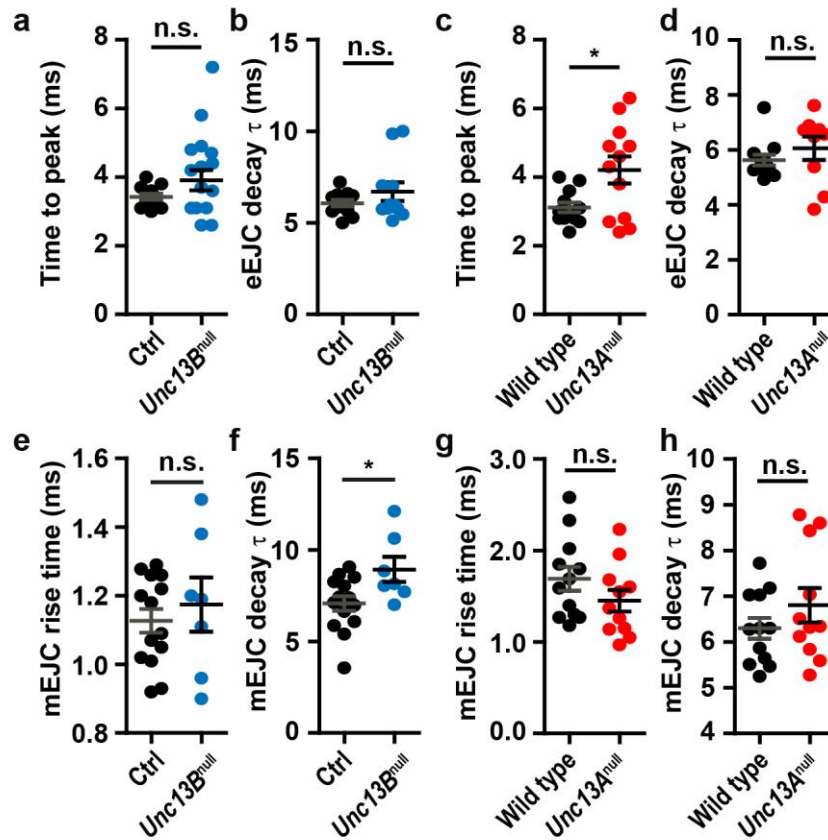 a
n.s.
Time to peak (ms)
8
6
4
2
0
Ctrl
Unc13Bnull
b
n.s.
eEJC decay τ (ms)
15
10
5
0
Ctrl
Unc13Bnull
c
*
Time to peak (ms)
8
6
4
2
0
Wild type
Unc13Anull
d
n.s.
eEJC decay τ (ms)
10
8
6
4
2
0
Wild type
Unc13Anull
e
n.s.
mEJC rise time (ms)
1.6
1.4
1.2
1.0
0.8
Ctrl
Unc13Bnull
f
*
mEJC decay τ (ms)
15
10
5
0
Ctrl
Unc13Bnull
g
n.s.
mEJC rise time (ms)
3.0
2.0
1.0
0.0
Wild type
Unc13Anull
h
n.s.
mEJC decay τ (ms)
10
9
8
7
6
5
4
Wild type
Unc13Anull